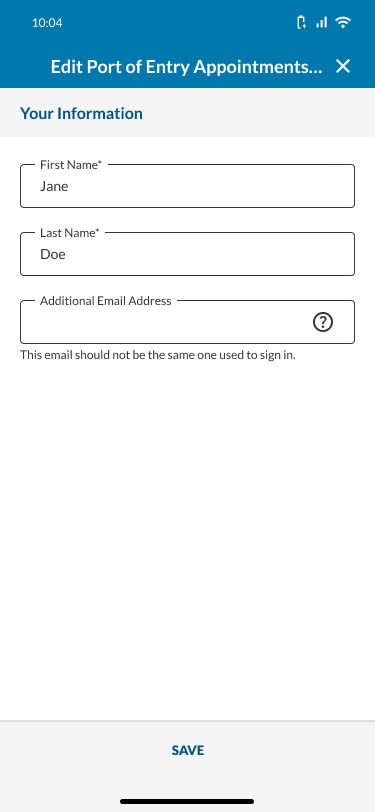 10:04
Edit Port of Entry Appointments...
Your Information
First Name*
Jane
Last Name*
Doe
Additional Email Address
This email should not be the same one used to sign in.
SAVE